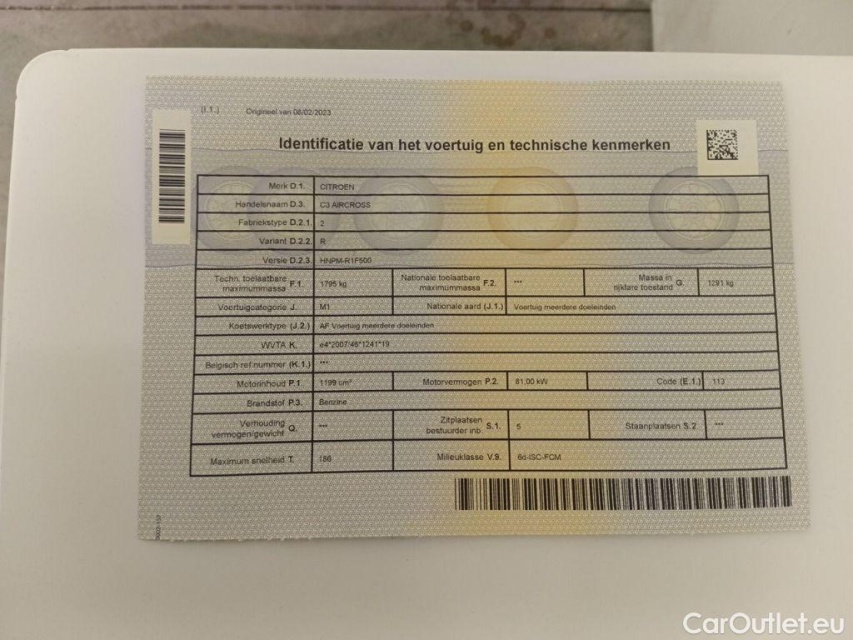 (I.1.) Origineel van 08/02/2023
Identificatie van het voertuig en technische kenmerken
Merk D.1. CITROEN
Handelsnaam D.3. C3 AIRCROSS
Fabriekstype D.2.1. 2
Variant D.2.2. R
Versie D.2.3. HNPM-R1F500
Techn. toelaatbare maximummassa F.1. 1795 kg Nationale toelaatbare maximummassa F.2. *** Massa in rijklare toestand G. 1291 kg
Voertuigcategorie J. M1 Nationale aard (J.1.) Voertuig meerdere doeleinden
Koetswerktype (J.2.) AF Voertuig meerdere doeleinden
WVTA K. e4*2007/46*1241*19
Belgisch ref nummer (K.1.) ***
Motorinhoud P.1. 1199 cm³ Motorvermogen P.2. 81.00 kW Code (E.1.) 113
Brandstof P.3. Benzine
Verhouding vermogen/gewicht Q. *** Zitplaatsen bestuurder inb. S.1. 5 Staanplaatsen S.2 ***
Maximum snelheid T. 186 Milieuklasse V.9. 6d-ISC-FCM
CarOutlet.eu